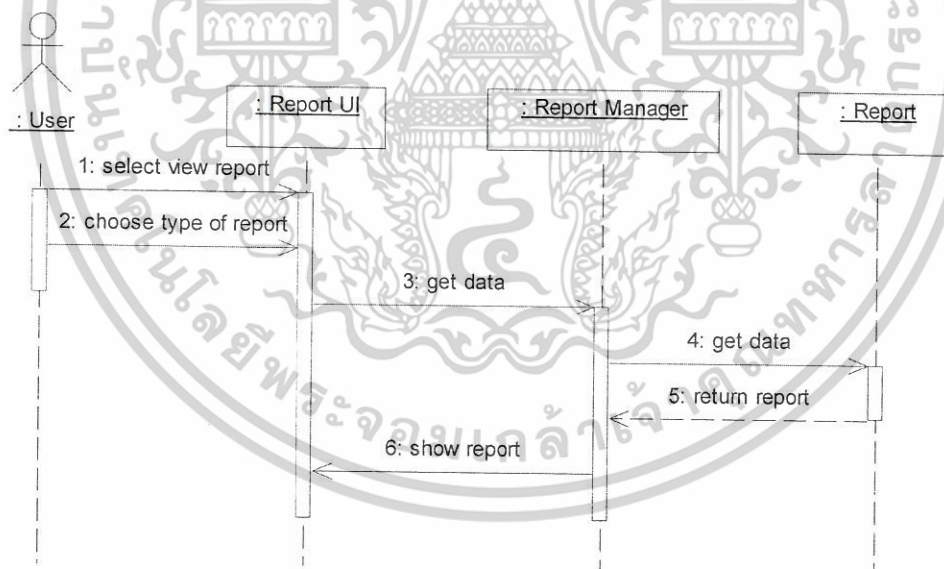 : User
: Report UI
: Report Manager
: Report
1: select view report
2: choose type of report
3: get data
4: get data
5: return report
6: show report